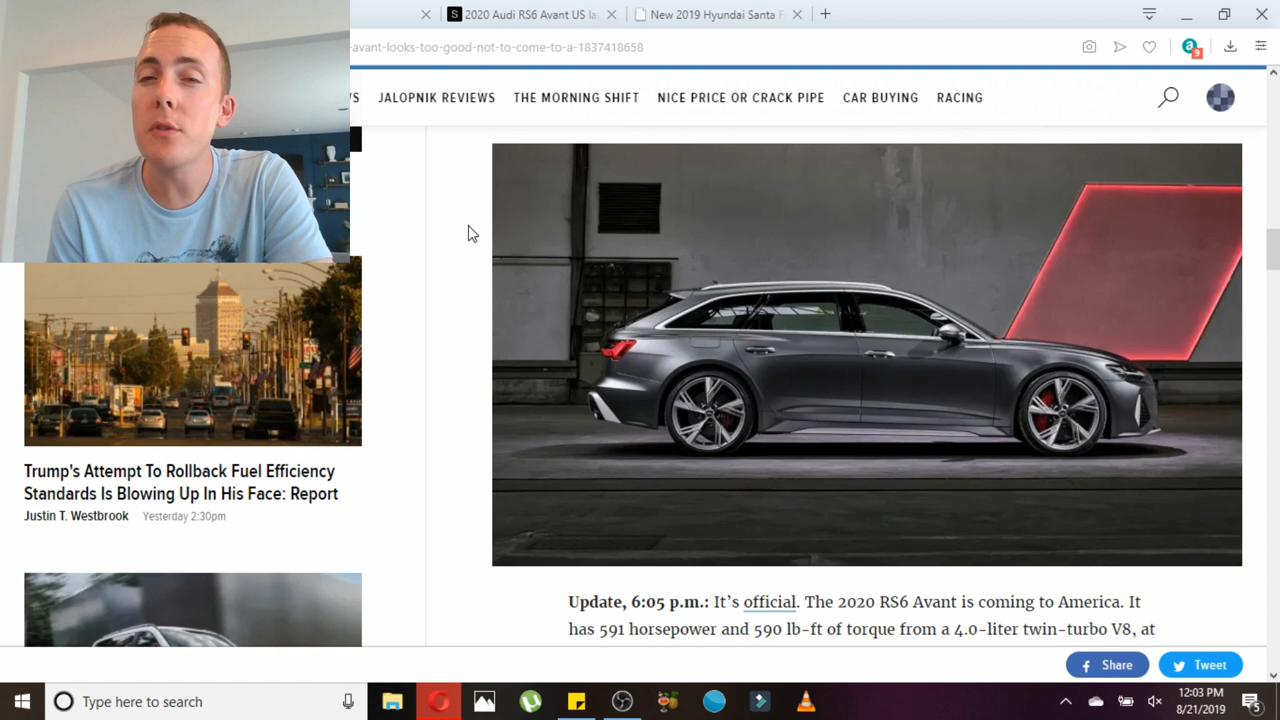 S 2020 Audi RS6 Avant US la
New 2019 Hyundai Santa F
-avant-looks-too-good-not-to-come-to-a-1837418658
a
9
JALOPNIK REVIEWS
THE MORNING SHIFT
NICE PRICE OR CRACK PIPE
CAR BUYING
RACING
Trump's Attempt To Rollback Fuel Efficiency
Standards Is Blowing Up In His Face: Report
Justin T. Westbrook Yesterday 2:30pm
Update, 6:05 p.m.: It's official. The 2020 RS6 Avant is coming to America. It
has 591 horsepower and 590 lb-ft of torque from a 4.0-liter twin-turbo V8, at
f Share
Tweet
Type here to search
12:03 PM
8/21/2019
5